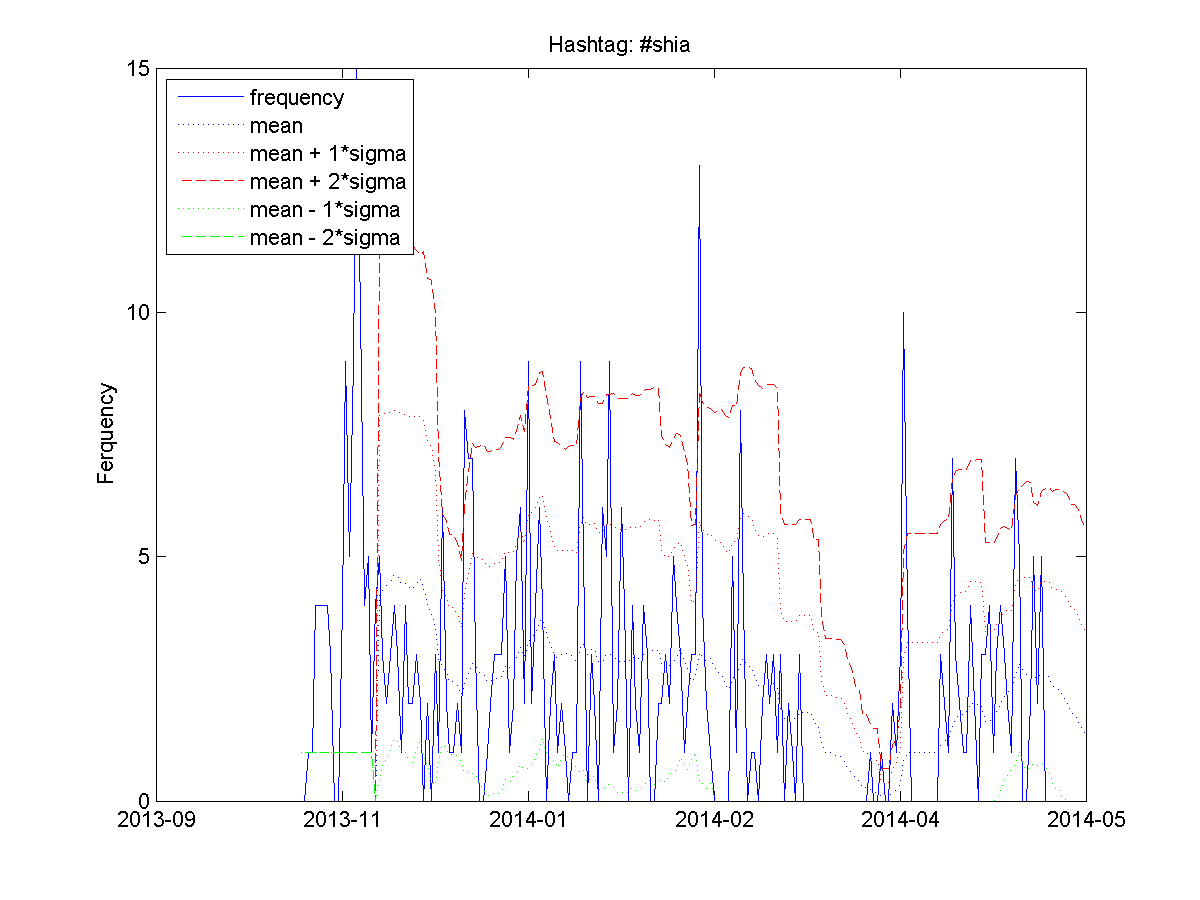 Hashtag: #shia
15
10
5
0
Ferquency
frequency
mean
mean + 1*sigma
mean + 2*sigma
mean - 1*sigma
mean - 2*sigma
2013-09 2013-11 2014-01 2014-02 2014-04 2014-05